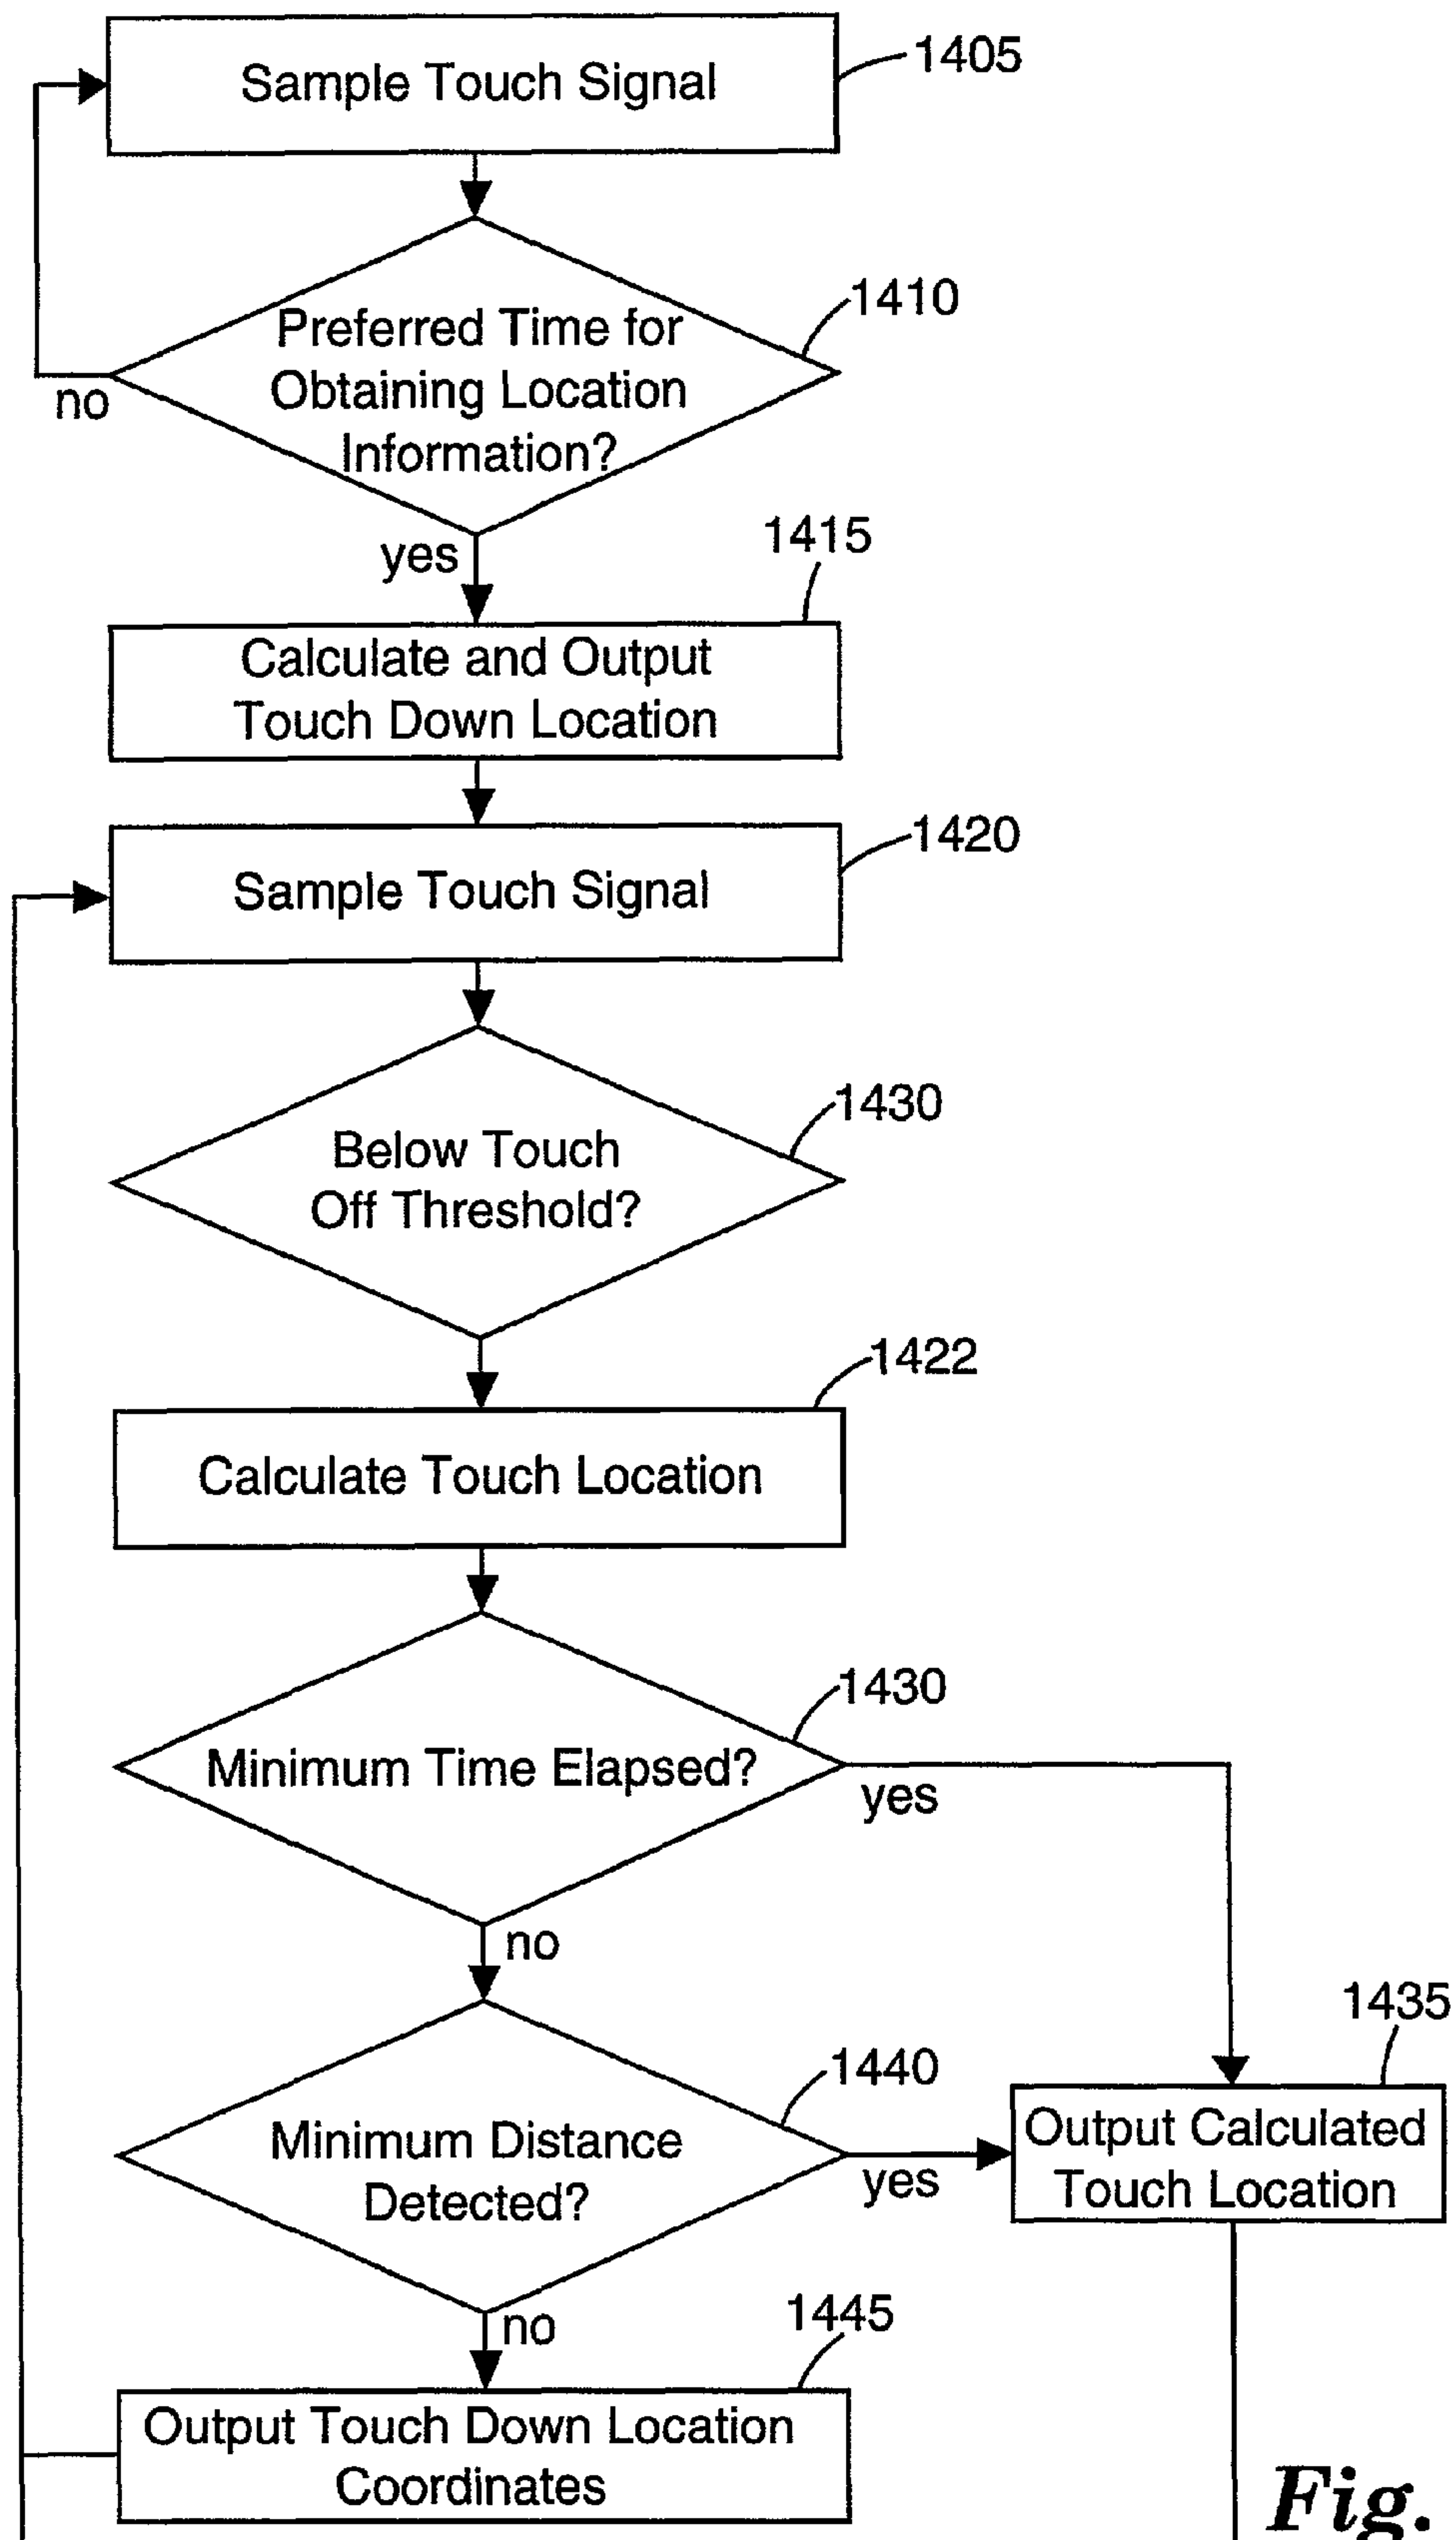 Sample Touch Signal
1405
Preferred Time for
Obtaining Location
Information?
1410
no
yes
1415
Calculate and Output
Touch Down Location
Sample Touch Signal
1420
Below Touch
Off Threshold?
1430
1422
Calculate Touch Location
Minimum Time Elapsed?
1430
yes
no
Minimum Distance
Detected?
1440
yes
1435
Output Calculated
Touch Location
no
1445
Output Touch Down Location
Coordinates
Fig.